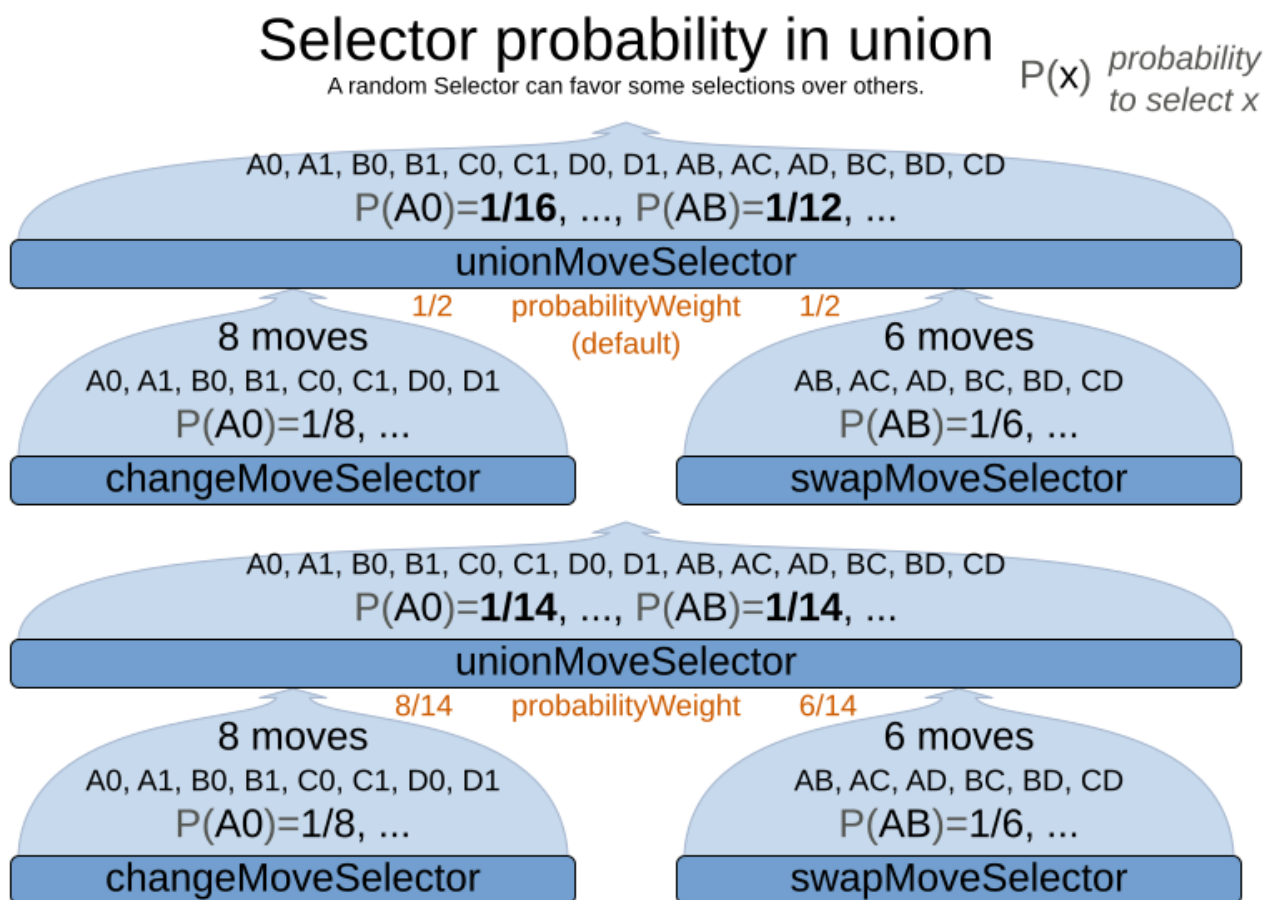 Selector probability in union
A random Selector can favor some selections over others.
P(x) probability
to select x
A0, A1, B0, B1, C0, C1, D0, D1, AB, AC, AD, BC, BD, CD
P(A0)=1/16, ..., P(AB)=1/12, ...
unionMoveSelector
1/2 probabilityWeight 1/2
(default)
8 moves
A0, A1, B0, B1, C0, C1, D0, D1
P(A0)=1/8, ...
changeMoveSelector
6 moves
AB, AC, AD, BC, BD, CD
P(AB)=1/6, ...
swapMoveSelector
A0, A1, B0, B1, C0, C1, D0, D1, AB, AC, AD, BC, BD, CD
P(A0)=1/14, ..., P(AB)=1/14, ...
unionMoveSelector
8/14 probabilityWeight 6/14
8 moves
A0, A1, B0, B1, C0, C1, D0, D1
P(A0)=1/8, ...
changeMoveSelector
6 moves
AB, AC, AD, BC, BD, CD
P(AB)=1/6, ...
swapMoveSelector